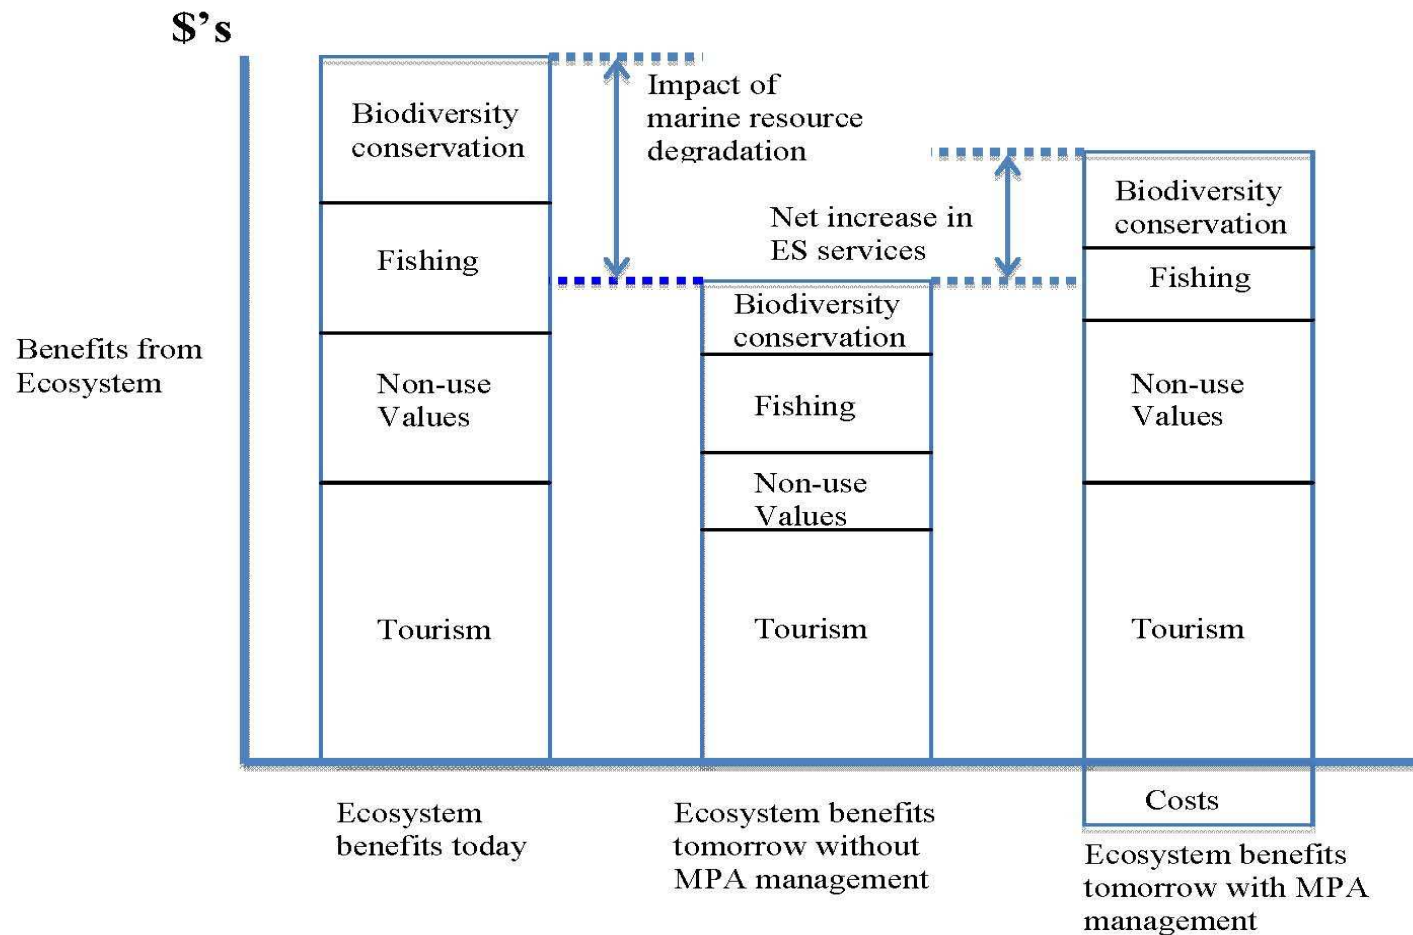 $'s
Biodiversity
conservation
Fishing
Non-use
Values
Tourism
Impact of
marine resource
degradation
Net increase in
ES services
Biodiversity
conservation
Fishing
Non-use
Values
Tourism
Biodiversity
conservation
Fishing
Non-use
Values
Tourism
Costs
Benefits from
Ecosystem
Ecosystem
benefits today
Ecosystem benefits
tomorrow without
MPA management
Ecosystem benefits
tomorrow with MPA
management